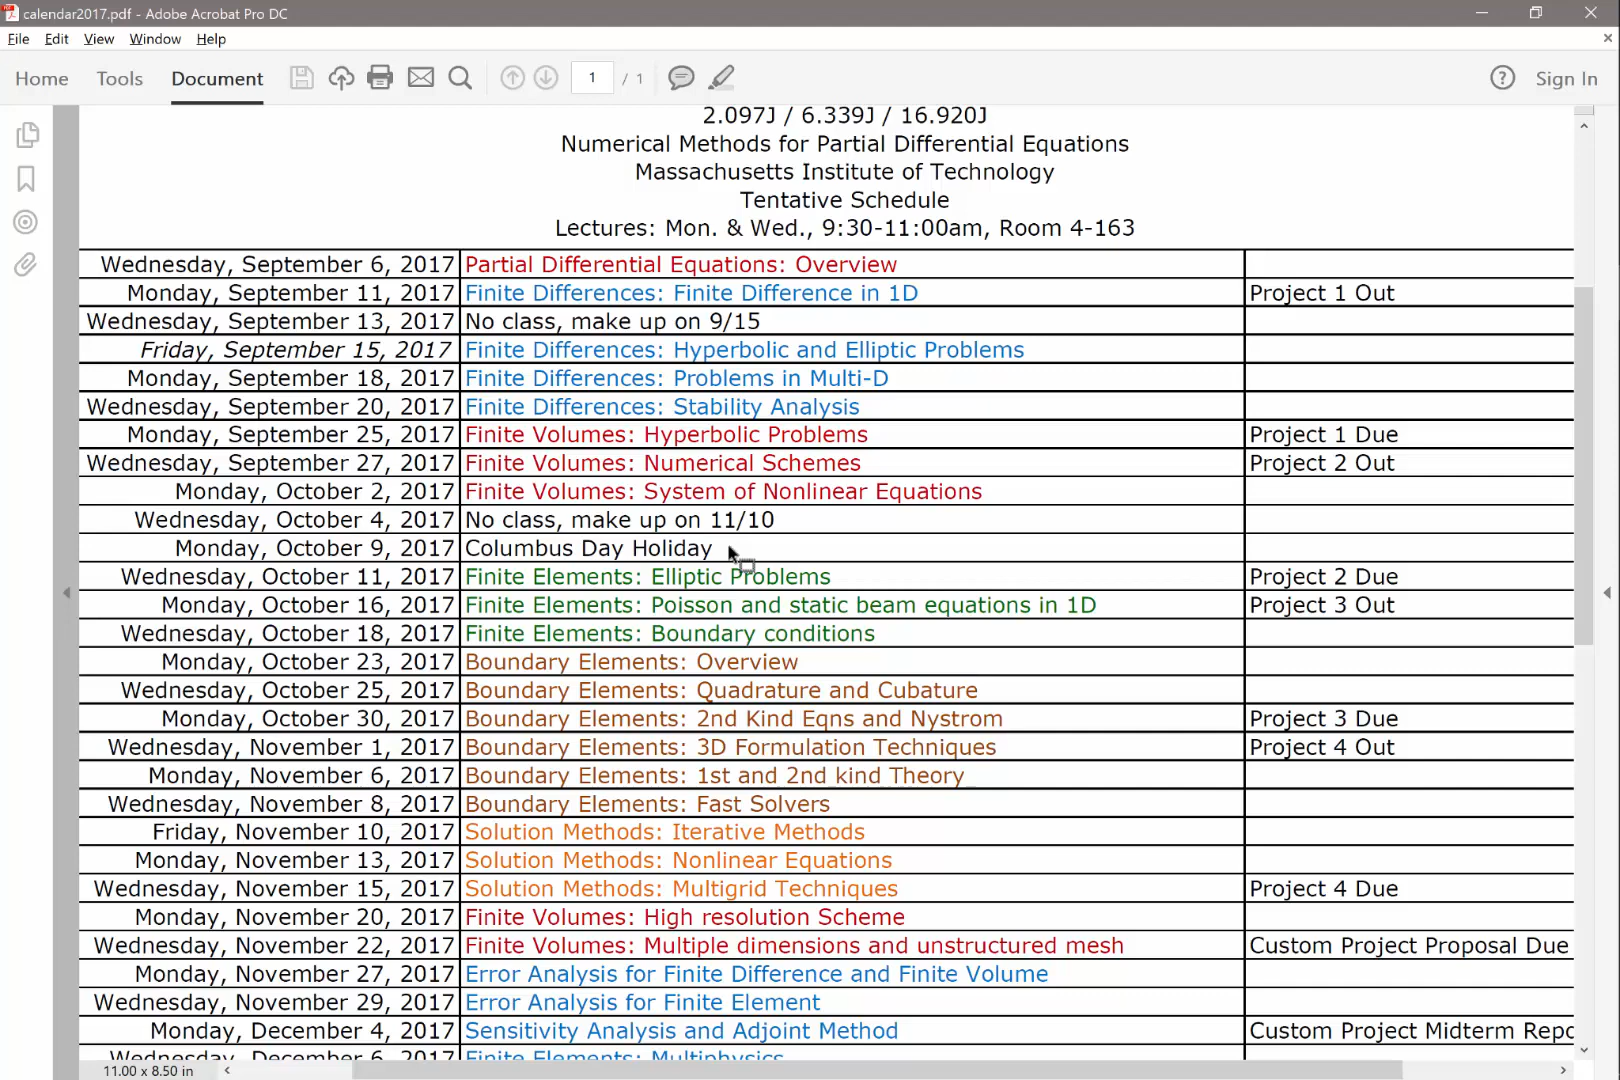 calendar2017.pdf - Adobe Acrobat Pro DC
File Edit View Window Help
Home Tools Document 1 / 1 Sign In
2.097J / 6.339J / 16.920J
Numerical Methods for Partial Differential Equations
Massachusetts Institute of Technology
Tentative Schedule
Lectures: Mon. & Wed., 9:30-11:00am, Room 4-163
Wednesday, September 6, 2017 Partial Differential Equations: Overview
Monday, September 11, 2017 Finite Differences: Finite Difference in 1D Project 1 Out
Wednesday, September 13, 2017 No class, make up on 9/15
Friday, September 15, 2017 Finite Differences: Hyperbolic and Elliptic Problems
Monday, September 18, 2017 Finite Differences: Problems in Multi-D
Wednesday, September 20, 2017 Finite Differences: Stability Analysis
Monday, September 25, 2017 Finite Volumes: Hyperbolic Problems Project 1 Due
Wednesday, September 27, 2017 Finite Volumes: Numerical Schemes Project 2 Out
Monday, October 2, 2017 Finite Volumes: System of Nonlinear Equations
Wednesday, October 4, 2017 No class, make up on 11/10
Monday, October 9, 2017 Columbus Day Holiday
Wednesday, October 11, 2017 Finite Elements: Elliptic Problems Project 2 Due
Monday, October 16, 2017 Finite Elements: Poisson and static beam equations in 1D Project 3 Out
Wednesday, October 18, 2017 Finite Elements: Boundary conditions
Monday, October 23, 2017 Boundary Elements: Overview
Wednesday, October 25, 2017 Boundary Elements: Quadrature and Cubature
Monday, October 30, 2017 Boundary Elements: 2nd Kind Eqns and Nystrom Project 3 Due
Wednesday, November 1, 2017 Boundary Elements: 3D Formulation Techniques Project 4 Out
Monday, November 6, 2017 Boundary Elements: 1st and 2nd kind Theory
Wednesday, November 8, 2017 Boundary Elements: Fast Solvers
Friday, November 10, 2017 Solution Methods: Iterative Methods
Monday, November 13, 2017 Solution Methods: Nonlinear Equations
Wednesday, November 15, 2017 Solution Methods: Multigrid Techniques Project 4 Due
Monday, November 20, 2017 Finite Volumes: High resolution Scheme
Wednesday, November 22, 2017 Finite Volumes: Multiple dimensions and unstructured mesh Custom Project Proposal Due
Monday, November 27, 2017 Error Analysis for Finite Difference and Finite Volume
Wednesday, November 29, 2017 Error Analysis for Finite Element
Monday, December 4, 2017 Sensitivity Analysis and Adjoint Method Custom Project Midterm Repo
Wednesday, December 6, 2017 Finite Elements: Multiphysics
11.00 x 8.50 in